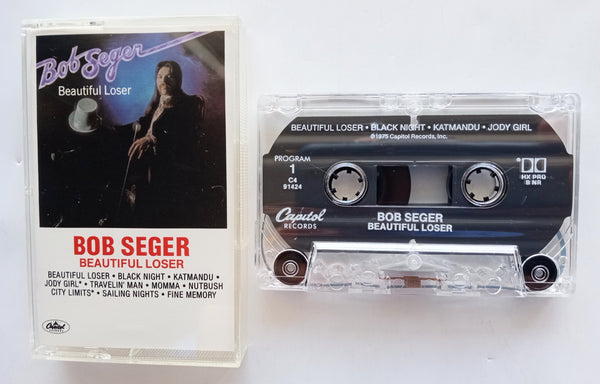 Bob Seger
Beautiful Loser
BOB SEGER
BEAUTIFUL LOSER
BEAUTIFUL LOSER • BLACK NIGHT • KATMANDU •
JODY GIRL* • TRAVELIN' MAN • MOMMA • NUTBUSH
CITY LIMITS* • SAILING NIGHTS • FINE MEMORY
Capitol
BEAUTIFUL LOSER • BLACK NIGHT • KATMANDU • JODY GIRL
©1975 Capitol Records, Inc.
PROGRAM
1
C4
91424
HX PRO
B NR
Capitol
RECORDS
BOB SEGER
BEAUTIFUL LOSER